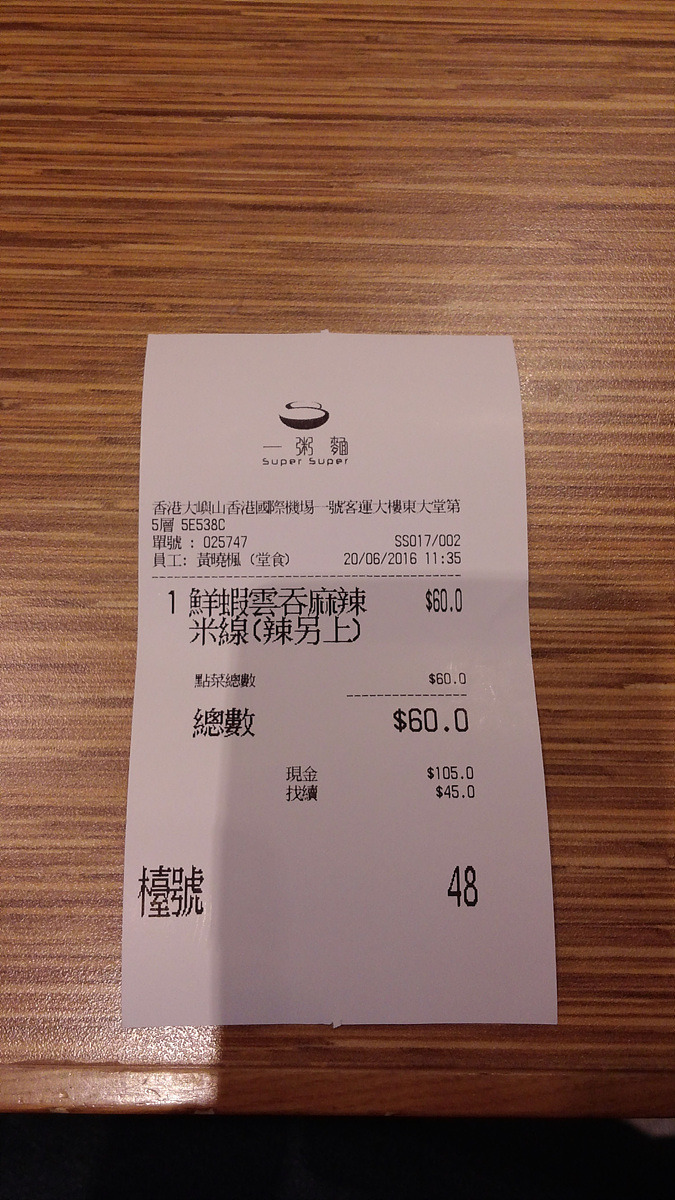 一粥麵
Super Super
香港大嶼山香港國際機場一號客運大樓東大堂第
5層 5E538C
單號 : 025747 SS017/002
員工: 黃曉楓 (堂食) 20/06/2016 11:35
1 鮮蝦雲吞麻辣 $60.0
米線(辣另上)
點菜總數 $60.0
總數 $60.0
現金 $105.0
找續 $45.0
檯號 48